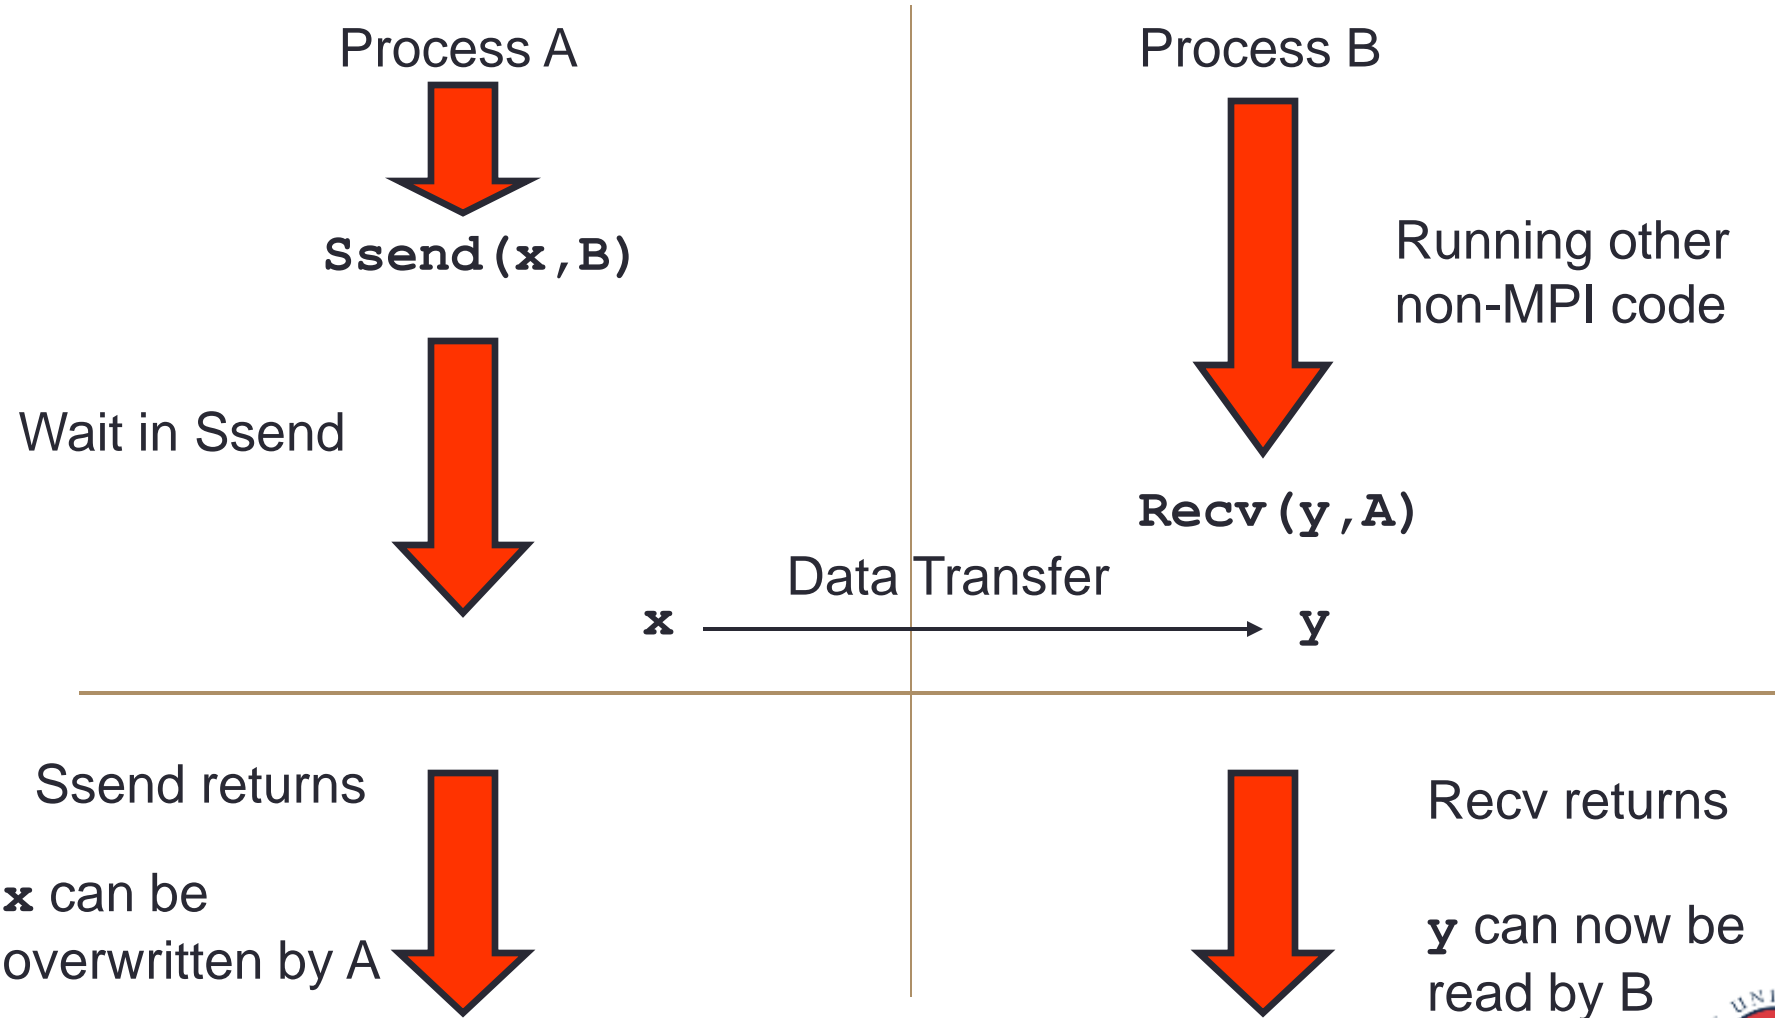 Process A
Process B
Ssend(x,B)
Running other
non-MPI code
Wait in Ssend
Recv(y,A)
Data Transfer
x
y
Ssend returns
Recv returns
x can be
overwritten by A
y can now be
read by B